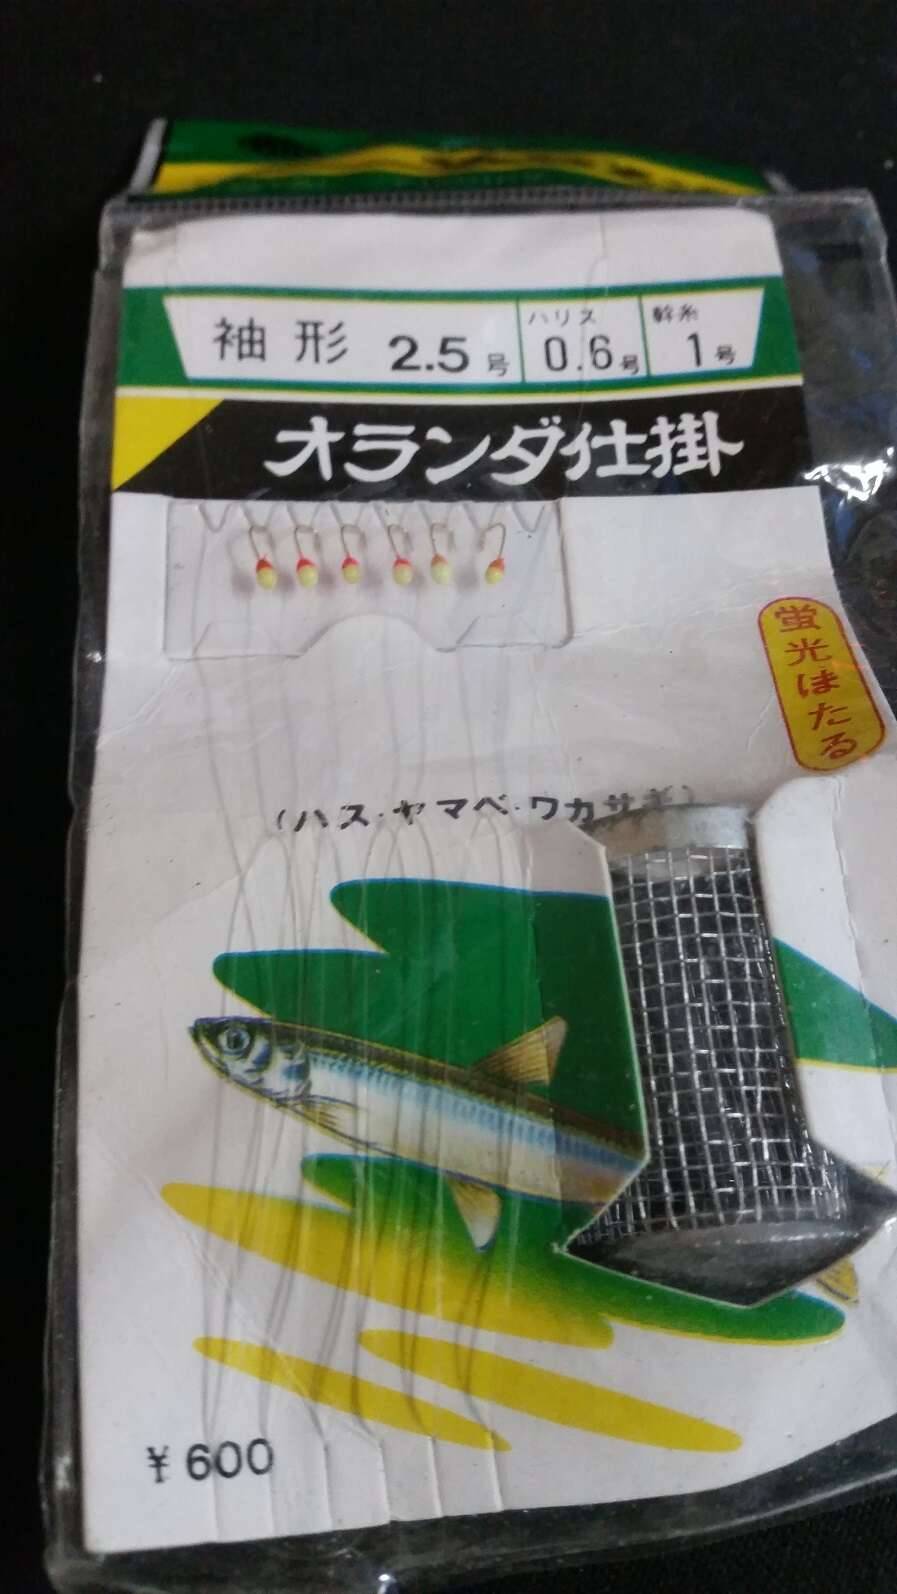 袖形 2.5号
ハリス 0.6号
幹糸 1号
オランダ仕掛
蛍光ほたる
(ハス・ヤマベ・ワカサギ)
¥600